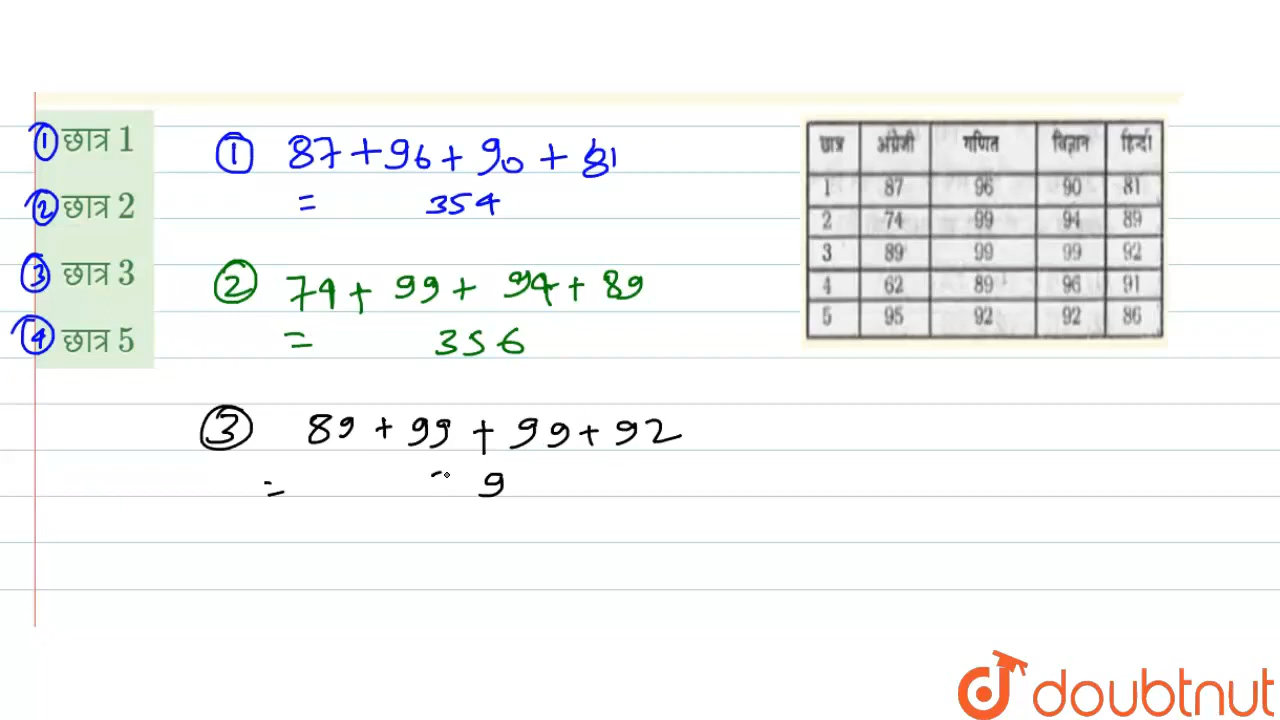 ① छात्र 1
② छात्र 2
③ छात्र 3
④ छात्र 5
① 87+96+90+81
= 354
② 74+99+94+89
= 356
③ 89+99+99+92
= 9
छात्र अंग्रेजी गणित विज्ञान हिन्दी
1 87 96 90 81
2 74 99 94 89
3 89 99 99 92
4 62 89 96 91
5 95 92 92 86
doubtnut